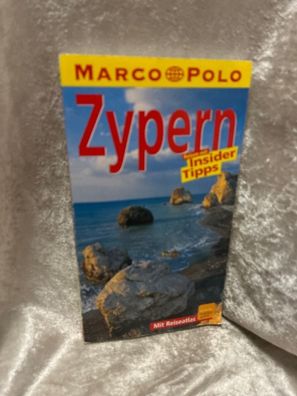 MARCO POLO
Zypern
Insider
Tipps
Mit Reiseatlas